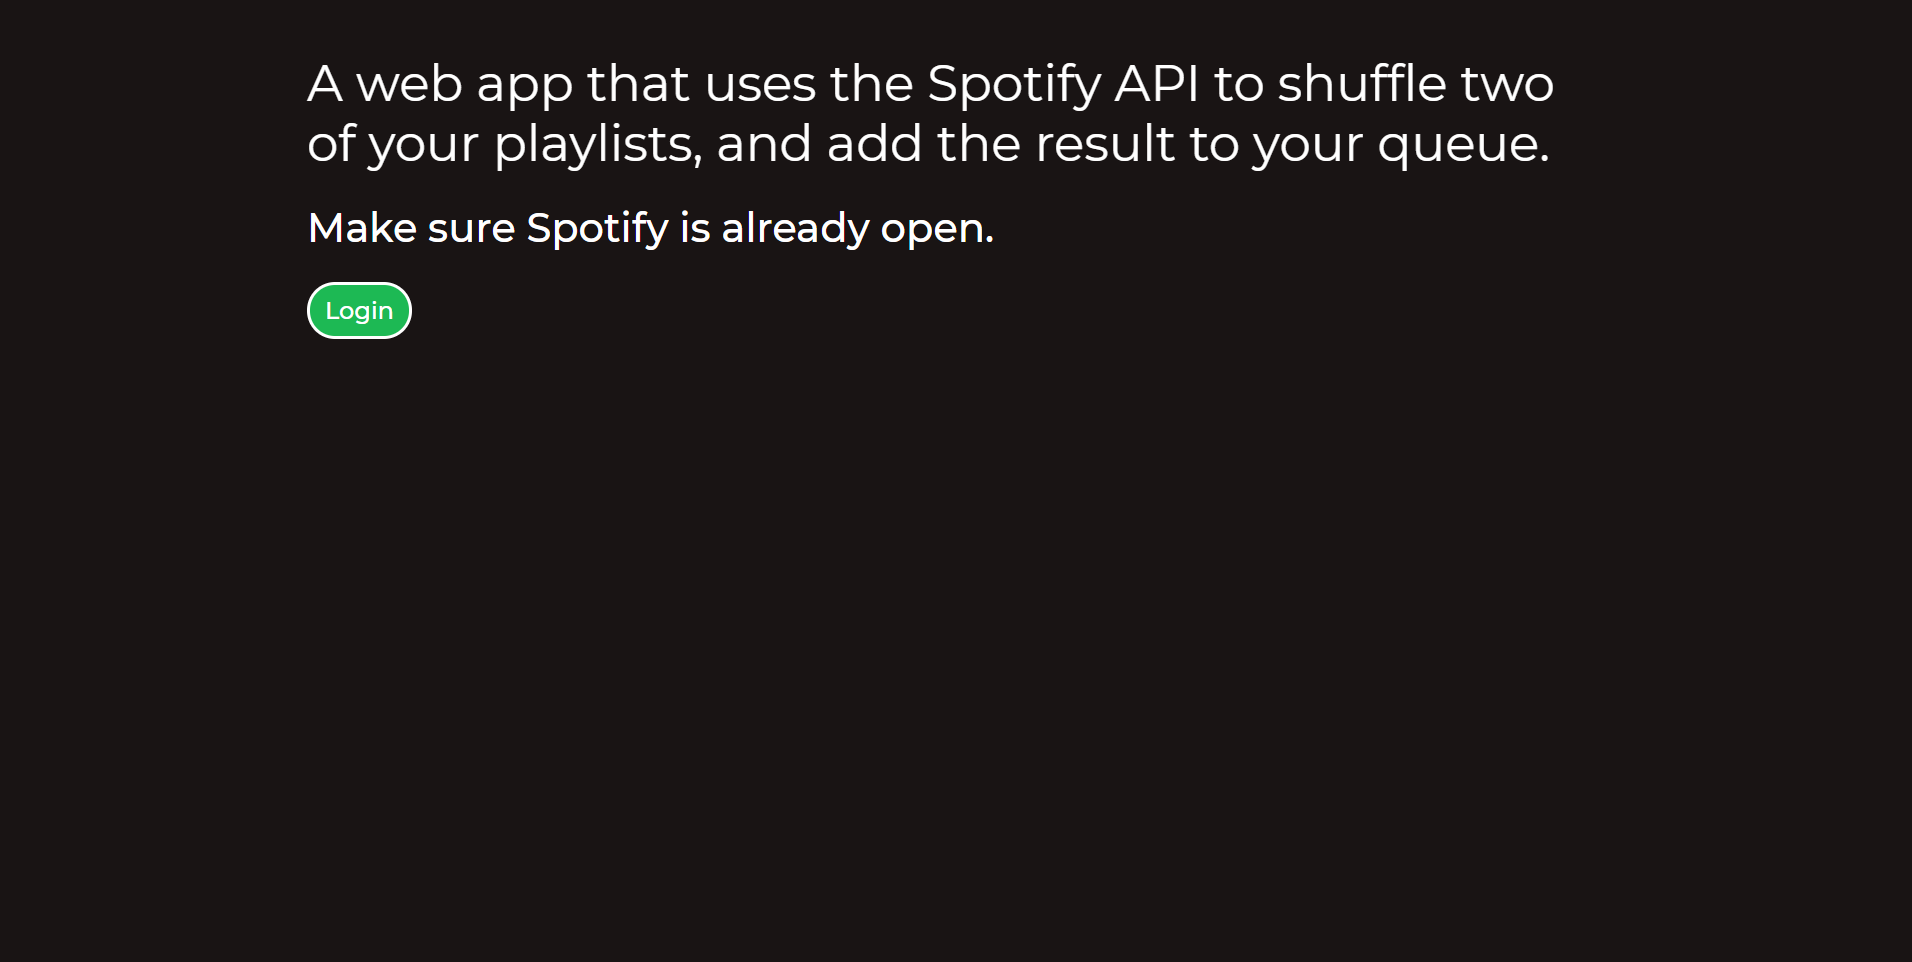 A web app that uses the Spotify API to shuffle two
of your playlists, and add the result to your queue.
Make sure Spotify is already open.
Login